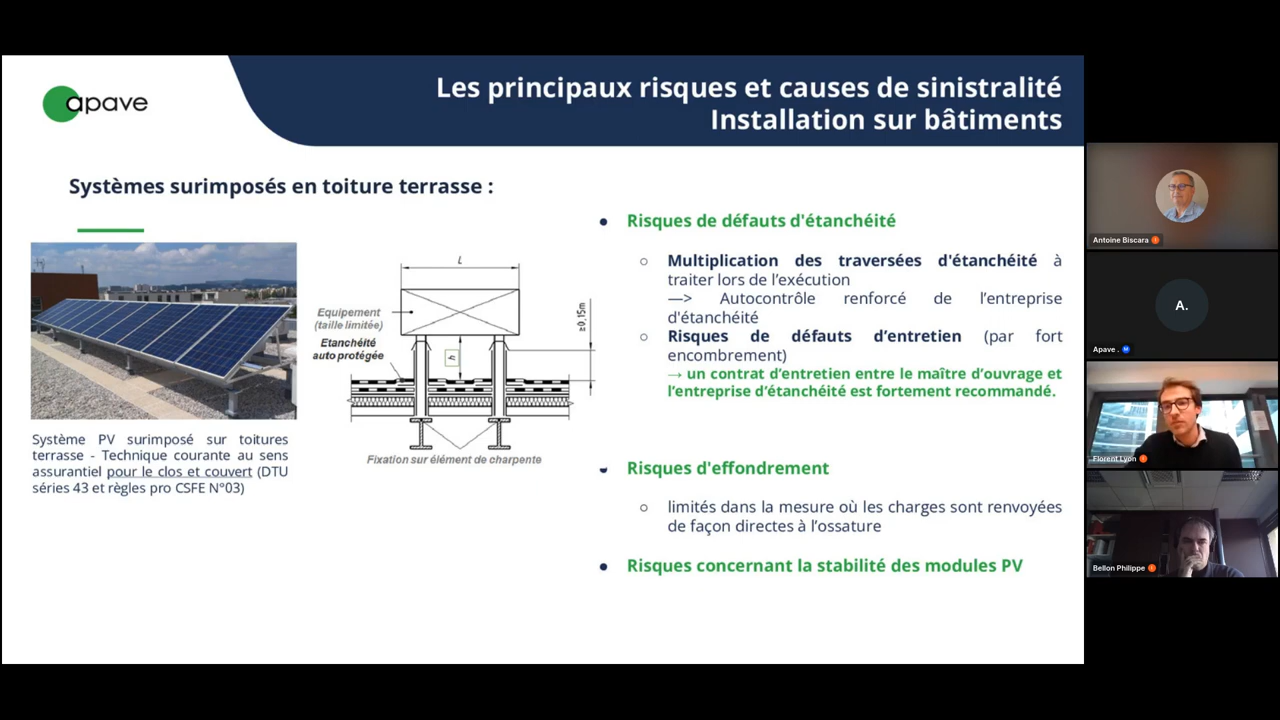 apave
Les principaux risques et causes de sinistralité
Installation sur bâtiments
Systèmes surimposés en toiture terrasse :
Système PV surimposé sur toitures
terrasse - Technique courante au sens
assurantiel pour le clos et couvert (DTU
séries 43 et règles pro CSFE N°03)
L
Equipement
(taille limitée)
Etanchéité
auto protégée
h
≥0,15m
Fixation sur élément de charpente
Risques de défauts d'étanchéité
Multiplication des traversées d'étanchéité à
traiter lors de l’exécution
—> Autocontrôle renforcé de l’entreprise
d'étanchéité
Risques de défauts d’entretien (par fort
encombrement)
→ un contrat d’entretien entre le maître d’ouvrage et
l’entreprise d’étanchéité est fortement recommandé.
Risques d'effondrement
limités dans la mesure où les charges sont renvoyées
de façon directes à l’ossature
Risques concernant la stabilité des modules PV
Antoine Biscara
A.
Apave .
M
Florent Lyon
Bellon Philippe